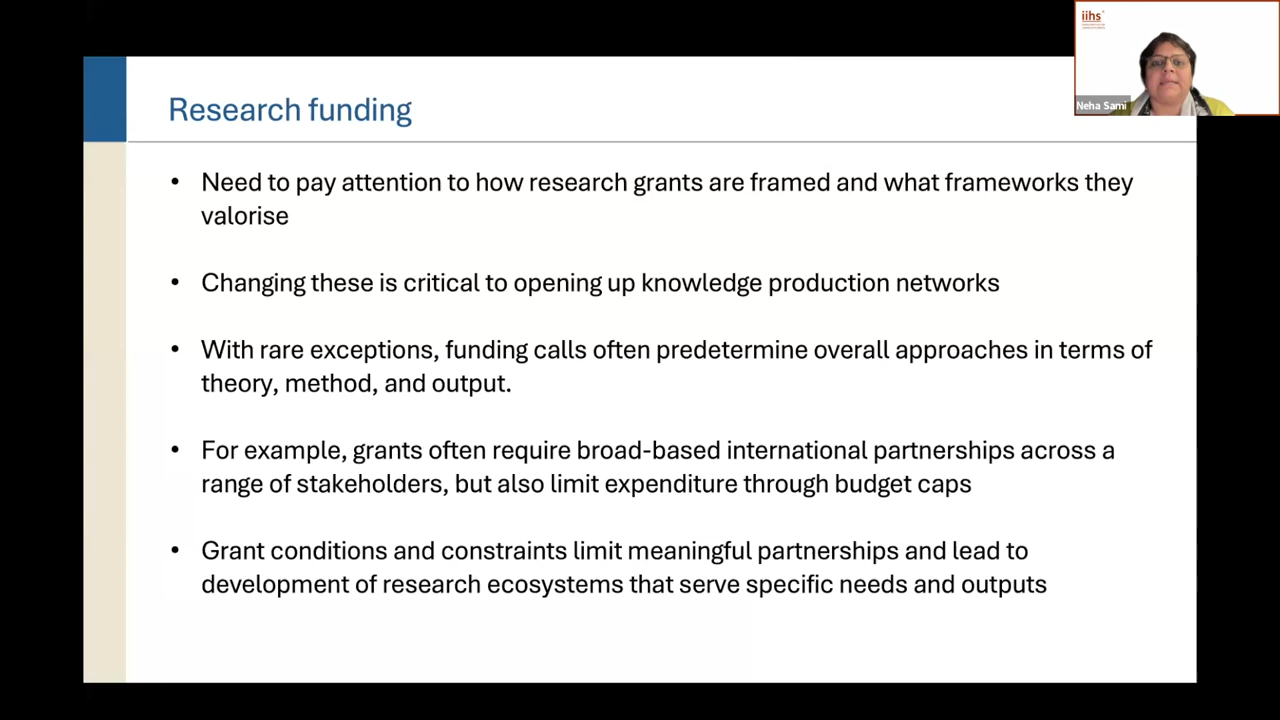 iihs
Neha Sami
Research funding
• Need to pay attention to how research grants are framed and what frameworks they
valorise
• Changing these is critical to opening up knowledge production networks
• With rare exceptions, funding calls often predetermine overall approaches in terms of
theory, method, and output.
• For example, grants often require broad-based international partnerships across a
range of stakeholders, but also limit expenditure through budget caps
• Grant conditions and constraints limit meaningful partnerships and lead to
development of research ecosystems that serve specific needs and outputs